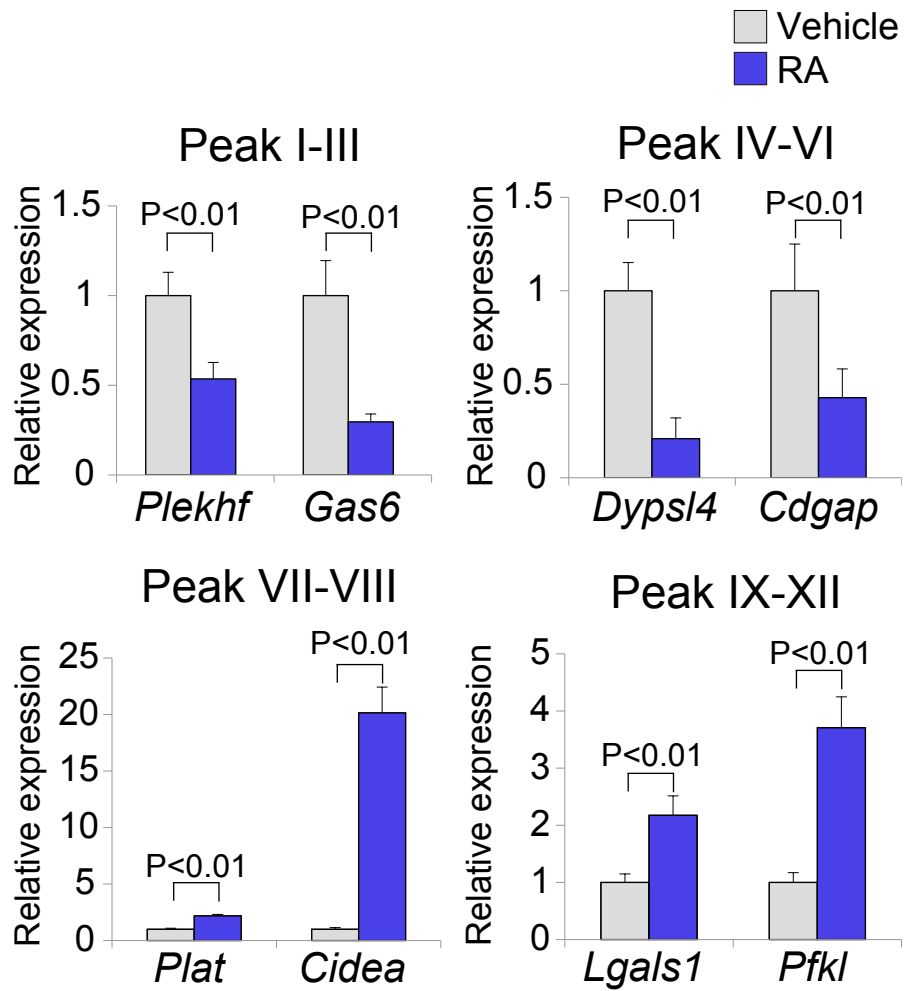 Vehicle
RA
Peak I-III
Relative expression
1.5
1
0.5
0
P<0.01
P<0.01
Plekhf
Gas6
Peak IV-VI
Relative expression
1.5
1
0.5
0
P<0.01
P<0.01
Dypsl4
Cdgap
Peak VII-VIII
Relative expression
25
20
15
10
5
0
P<0.01
P<0.01
Plat
Cidea
Peak IX-XII
Relative expression
5
4
3
2
1
0
P<0.01
P<0.01
Lgals1
Pfkl